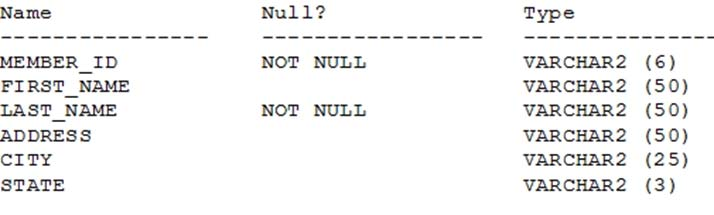 Name Null? Type
---------------- ----------------- ---------------
MEMBER_ID NOT NULL VARCHAR2 (6)
FIRST_NAME VARCHAR2 (50)
LAST_NAME NOT NULL VARCHAR2 (50)
ADDRESS VARCHAR2 (50)
CITY VARCHAR2 (25)
STATE VARCHAR2 (3)